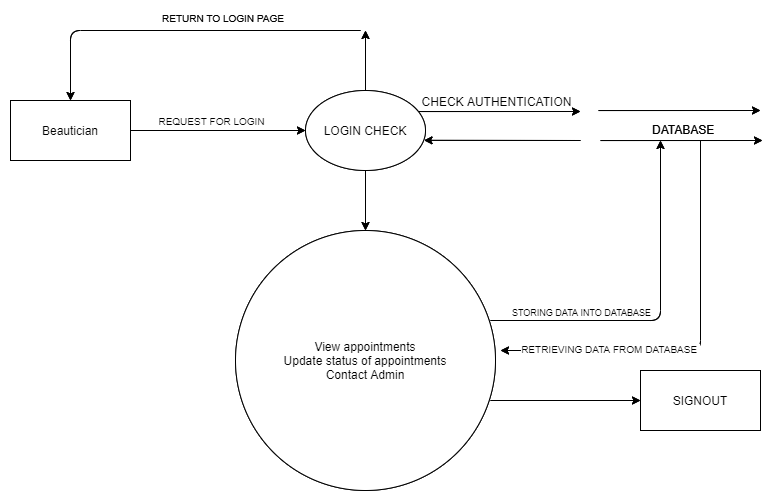 RETURN TO LOGIN PAGE
CHECK AUTHENTICATION
Beautician
REQUEST FOR LOGIN
LOGIN CHECK
DATABASE
STORING DATA INTO DATABASE
View appointments
Update status of appointments
Contact Admin
RETRIEVING DATA FROM DATABASE
SIGNOUT